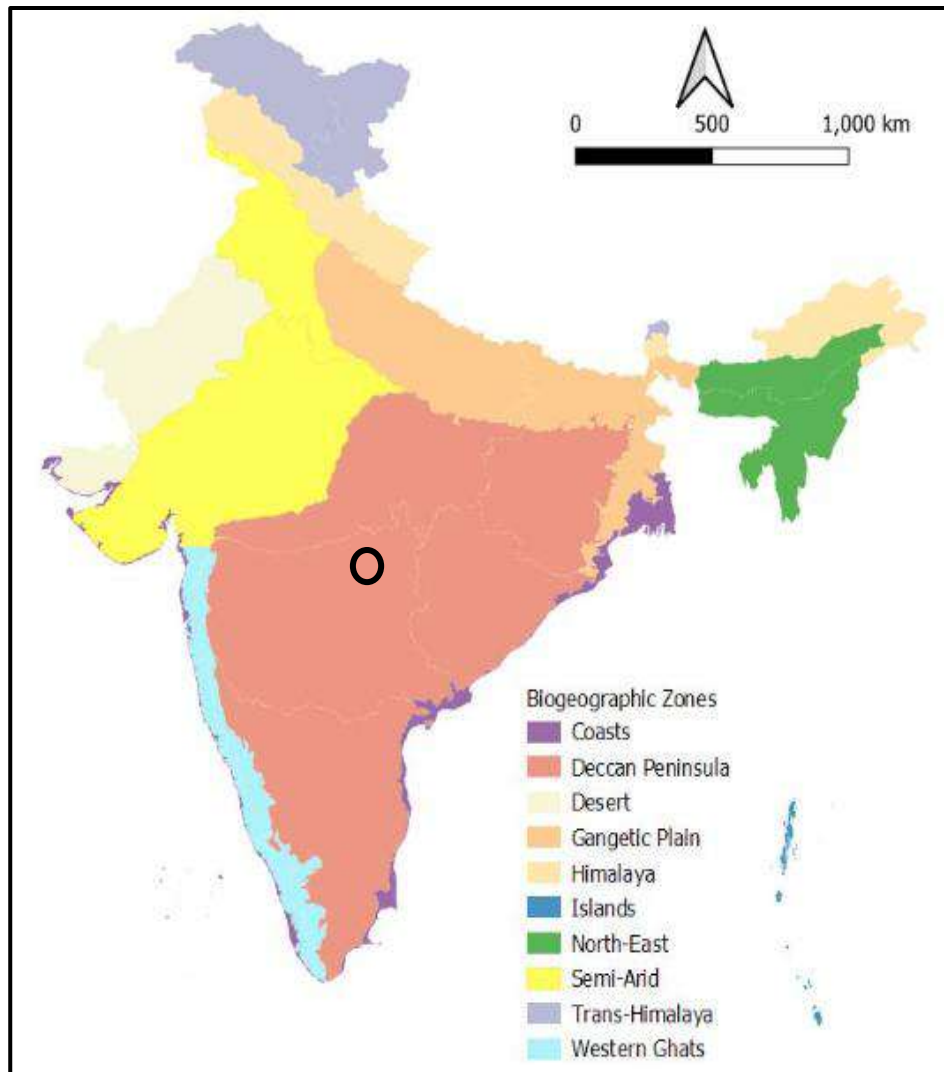 0 500 1,000 km
Biogeographic Zones
Coasts
Deccan Peninsula
Desert
Gangetic Plain
Himalaya
Islands
North-East
Semi-Arid
Trans-Himalaya
Western Ghats